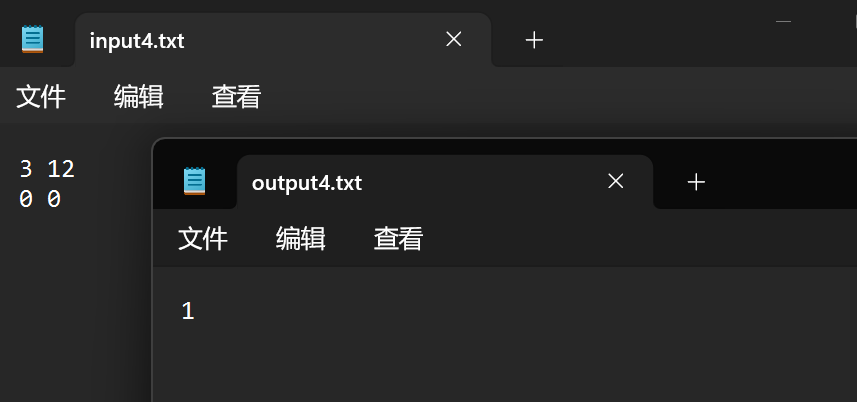 input4.txt
文件 编辑 查看
3 12
0 0
output4.txt
文件 编辑 查看
1